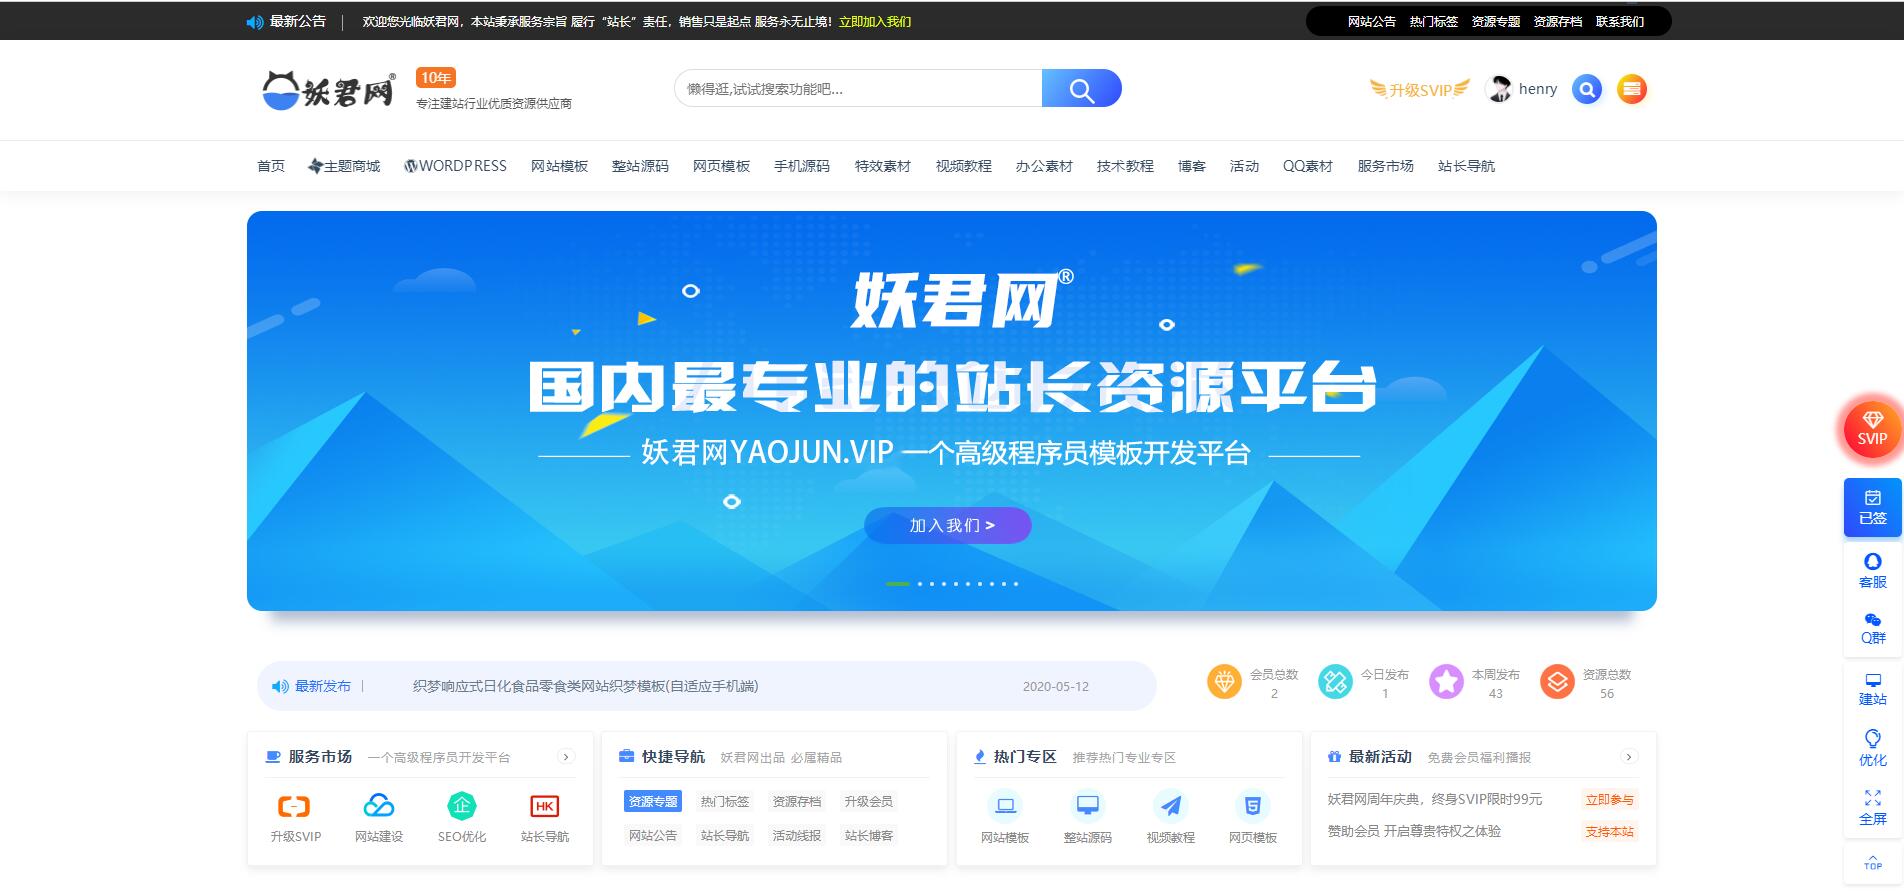 最新公告 欢迎您光临妖君网，本站秉承服务宗旨 履行“站长”责任，销售只是起点 服务永无止境！立即加入我们 网站公告 热门标签 资源专题 资源存档 联系我们
妖君网® 10年
专注建站行业优质资源供应商
懒得逛,试试搜索功能吧...
升级SVIP henry
首页 主题商城 WORDPRESS 网站模板 整站源码 网页模板 手机源码 特效素材 视频教程 办公素材 技术教程 博客 活动 QQ素材 服务市场 站长导航
妖君网®
国内最专业的站长资源平台
妖君网YAOJUN.VIP 一个高级程序员模板开发平台
加入我们 >
SVIP
已签
客服
Q群
建站
优化
全屏
TOP
最新发布 | 织梦响应式日化食品零食类网站织梦模板(自适应手机端) 2020-05-12
会员总数
2
今日发布
1
本周发布
43
资源总数
56
服务市场 一个高级程序员开发平台
升级SVIP 网站建设 企 SEO优化 HK 站长导航
快捷导航 妖君网出品 必属精品
资源专题 热门标签 资源存档 升级会员
网站公告 站长导航 活动线报 站长博客
热门专区 推荐热门专业专区
网站模板 整站源码 视频教程 5 网页模板
最新活动 免费会员福利播报
妖君网周年庆典，终身SVIP限时99元 立即参与
赞助会员 开启尊贵特权之体验 支持本站